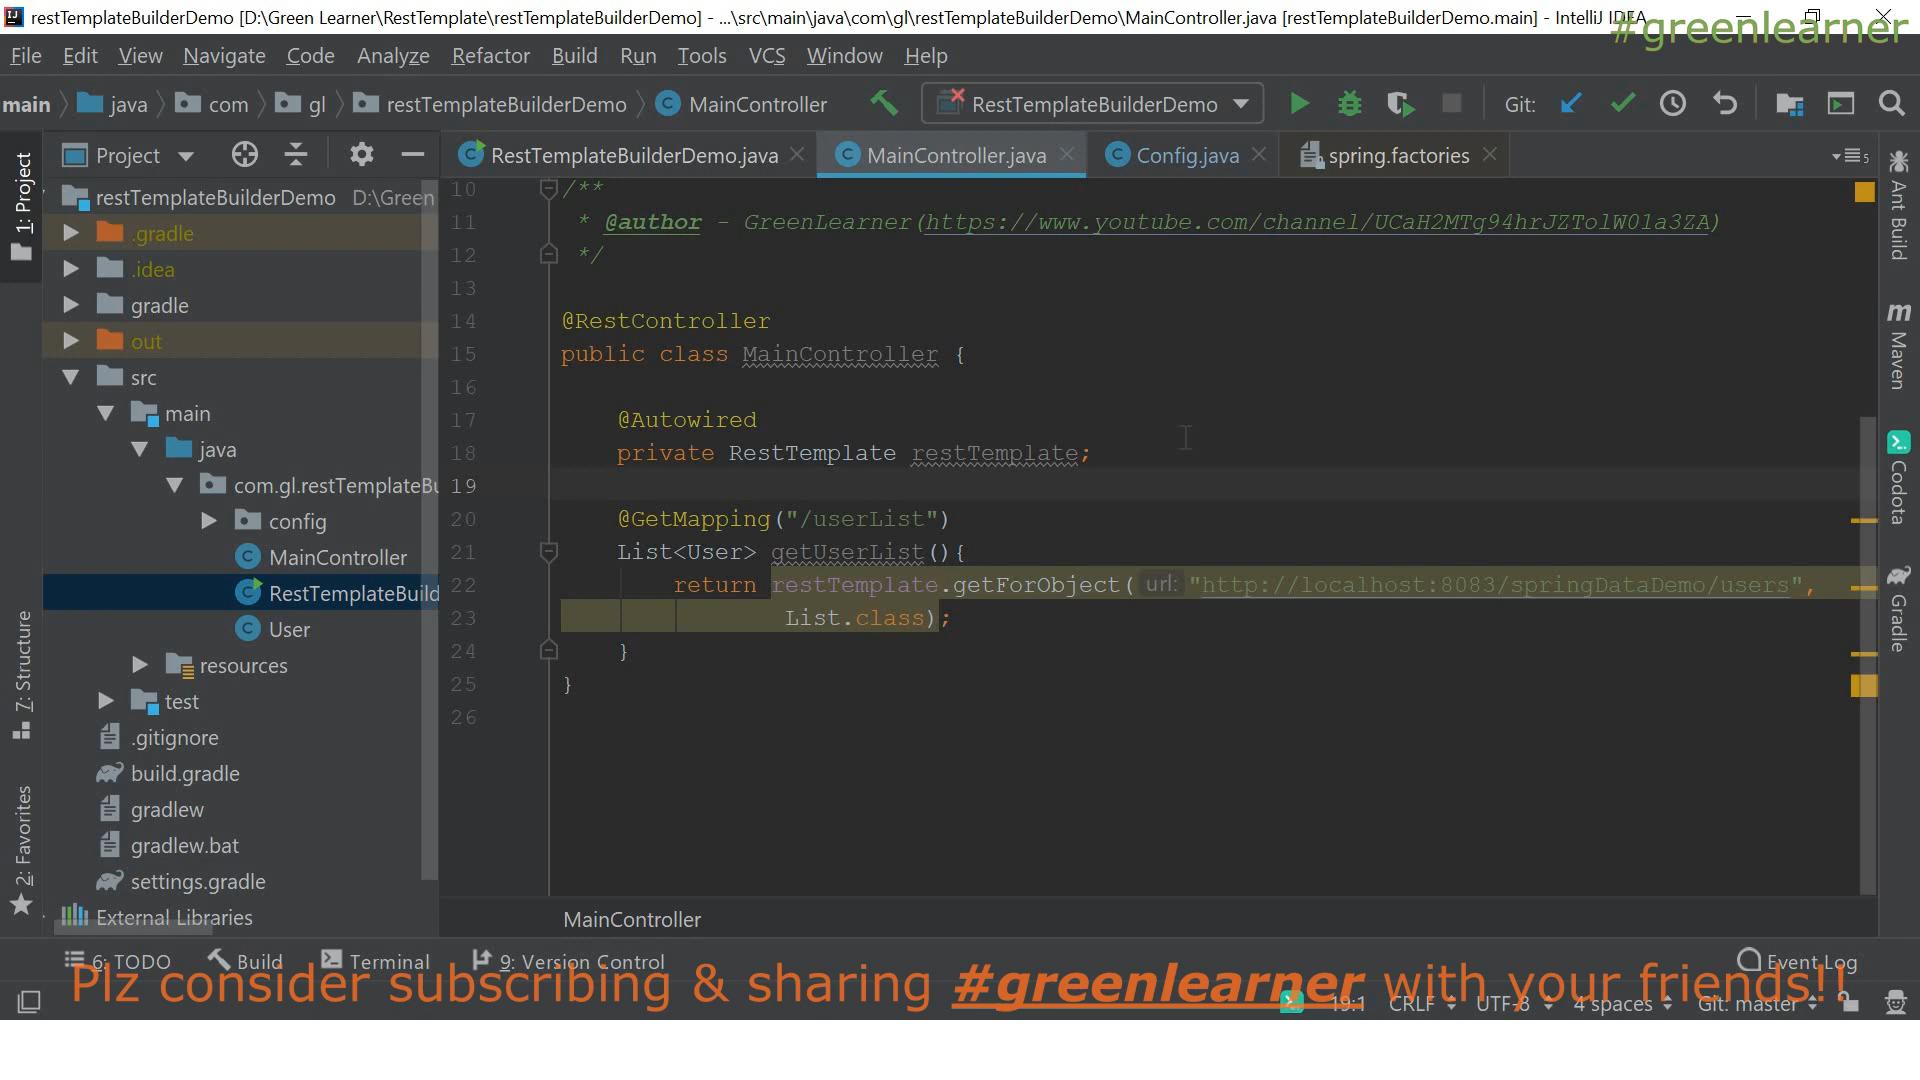 restTemplateBuilderDemo [D:\Green Learner\RestTemplate\restTemplateBuilderDemo] - ...\src\main\java\com\gl\restTemplateBuilderDemo\MainController.java [restTemplateBuilderDemo.main] - IntelliJ IDEA
#greenlearner
File Edit View Navigate Code Analyze Refactor Build Run Tools VCS Window Help
main java com gl restTemplateBuilderDemo MainController RestTemplateBuilderDemo Git:
Project RestTemplateBuilderDemo.java MainController.java Config.java spring.factories 5
1: Project
7: Structure
2: Favorites
restTemplateBuilderDemo D:\Green
.gradle
.idea
gradle
out
src
main
java
com.gl.restTemplateBu
config
MainController
RestTemplateBuild
User
resources
test
.gitignore
build.gradle
gradlew
gradlew.bat
settings.gradle
External Libraries
10 /**
11 * @author - GreenLearner(https://www.youtube.com/channel/UCaH2MTg94hrJZTolW01a3ZA)
12 */
13
14 @RestController
15 public class MainController {
16
17 @Autowired
18 private RestTemplate restTemplate;
19
20 @GetMapping("/userList")
21 List<User> getUserList(){
22 return restTemplate.getForObject( url: "http://localhost:8083/springDataDemo/users",
23 List.class);
24 }
25 }
26
MainController
Ant Build
m Maven
Codota
Gradle
6: TODO Build Terminal 9: Version Control Event Log
Plz consider subscribing & sharing #greenlearner with your friends!!
19:1 CRLF UTF-8 4 spaces Git: master